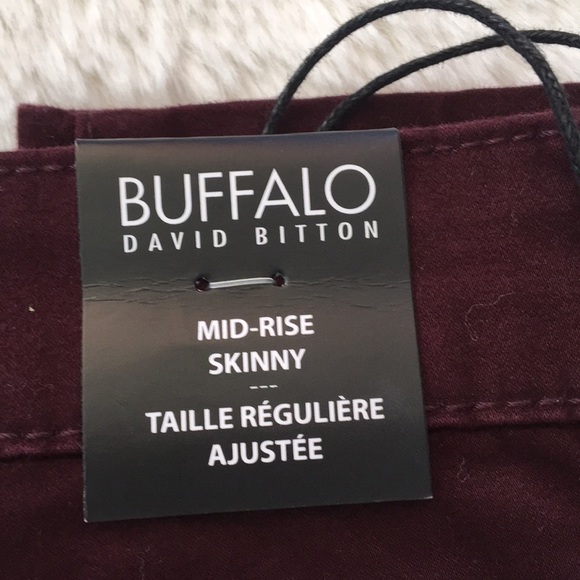 BUFFALO
DAVID BITTON
MID-RISE
SKINNY
---
TAILLE RÉGULIÈRE
AJUSTÉE